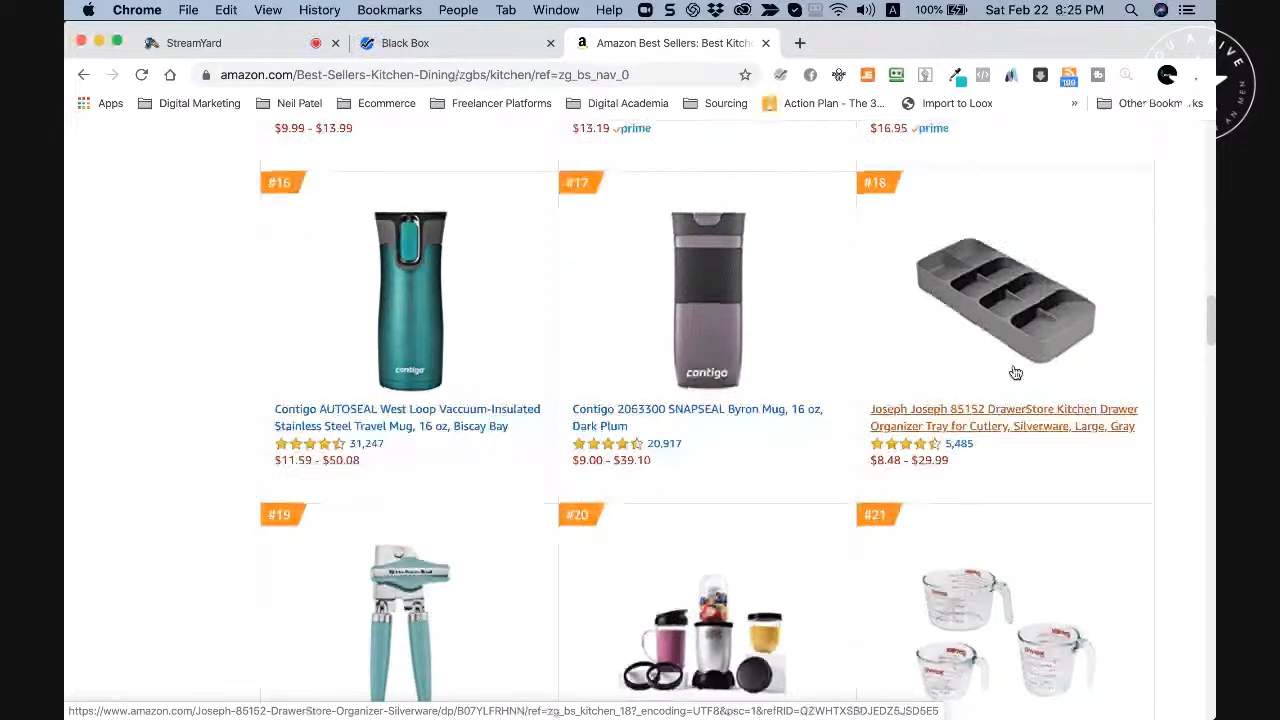 Chrome File Edit View History Bookmarks People Tab Window Help 100% Sat Feb 22 8:25 PM
StreamYard Black Box Amazon Best Sellers: Best Kitch
amazon.com/Best-Sellers-Kitchen-Dining/zgbs/kitchen/ref=zg_bs_nav_0
199
Apps Digital Marketing Neil Patel Ecommerce Freelancer Platforms Digital Academia Sourcing Action Plan - The 3... Import to Loox » Other Bookmarks
$9.99 - $13.99 $13.19 prime $16.95 prime
#16 #17 #18
contigo contigo
Contigo AUTOSEAL West Loop Vaccuum-Insulated
Stainless Steel Travel Mug, 16 oz, Biscay Bay
31,247
$11.59 - $50.08
Contigo 2063300 SNAPSEAL Byron Mug, 16 oz,
Dark Plum
20,917
$9.00 - $39.10
Joseph Joseph 85152 DrawerStore Kitchen Drawer
Organizer Tray for Cutlery, Silverware, Large, Gray
5,485
$8.48 - $29.99
#19 #20 #21
https://www.amazon.com/Joseph-85152-DrawerStore-Organizer-Silverware/dp/B07YLFRHNN/ref=zg_bs_kitchen_18?_encoding=UTF8&psc=1&refRID=QZWHTXSBDJEDZ5JSD5E5